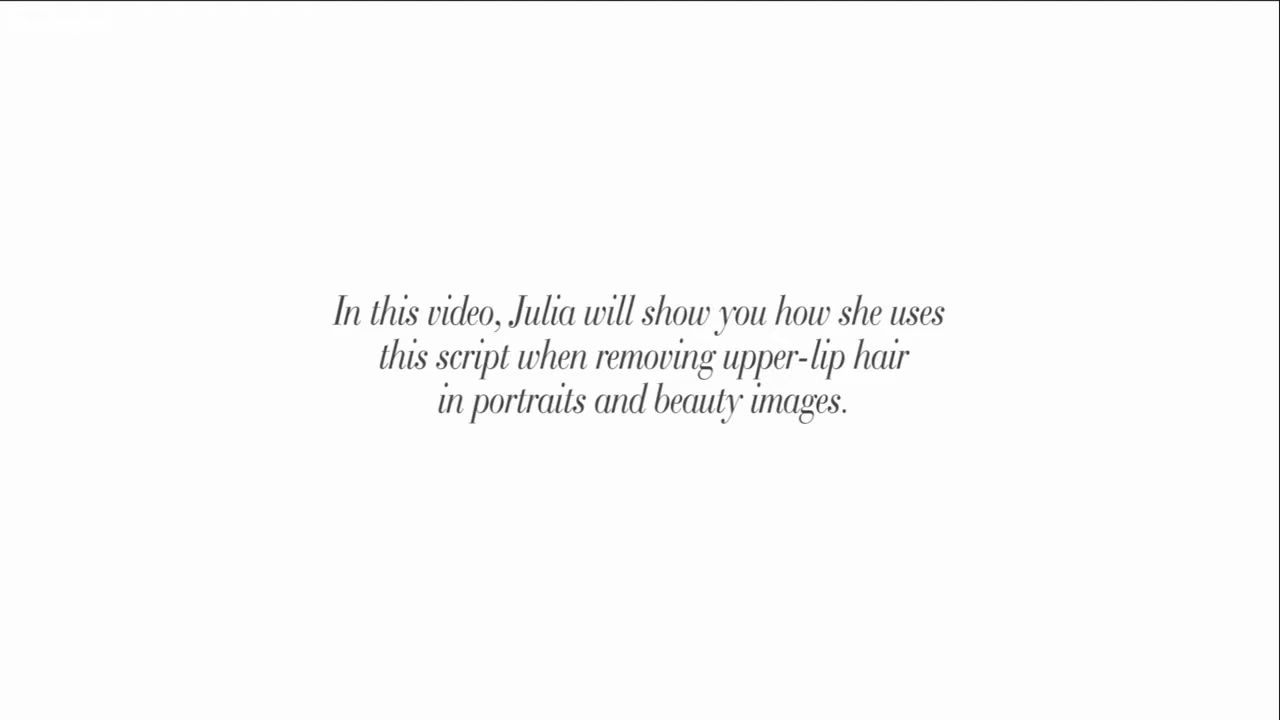 In this video, Julia will show you how she uses
this script when removing upper-lip hair
in portraits and beauty images.